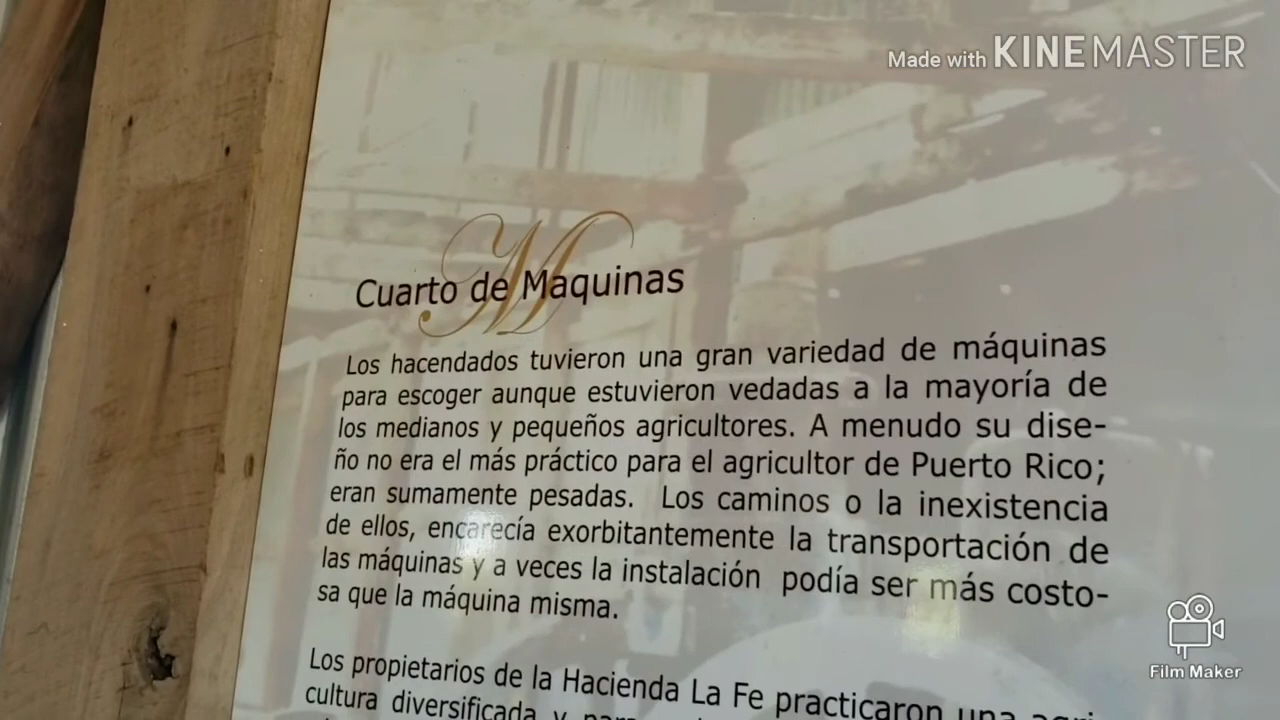 Made with KINEMASTER
M
Cuarto de Maquinas
Los hacendados tuvieron una gran variedad de máquinas
para escoger aunque estuvieron vedadas a la mayoría de
los medianos y pequeños agricultores. A menudo su dise-
ño no era el más práctico para el agricultor de Puerto Rico;
eran sumamente pesadas. Los caminos o la inexistencia
de ellos, encarecía exorbitantemente la transportación de
las máquinas y a veces la instalación podía ser más costo-
sa que la máquina misma.
Los propietarios de la Hacienda La Fe practicaron una agri-
cultura diversificada y
Film Maker